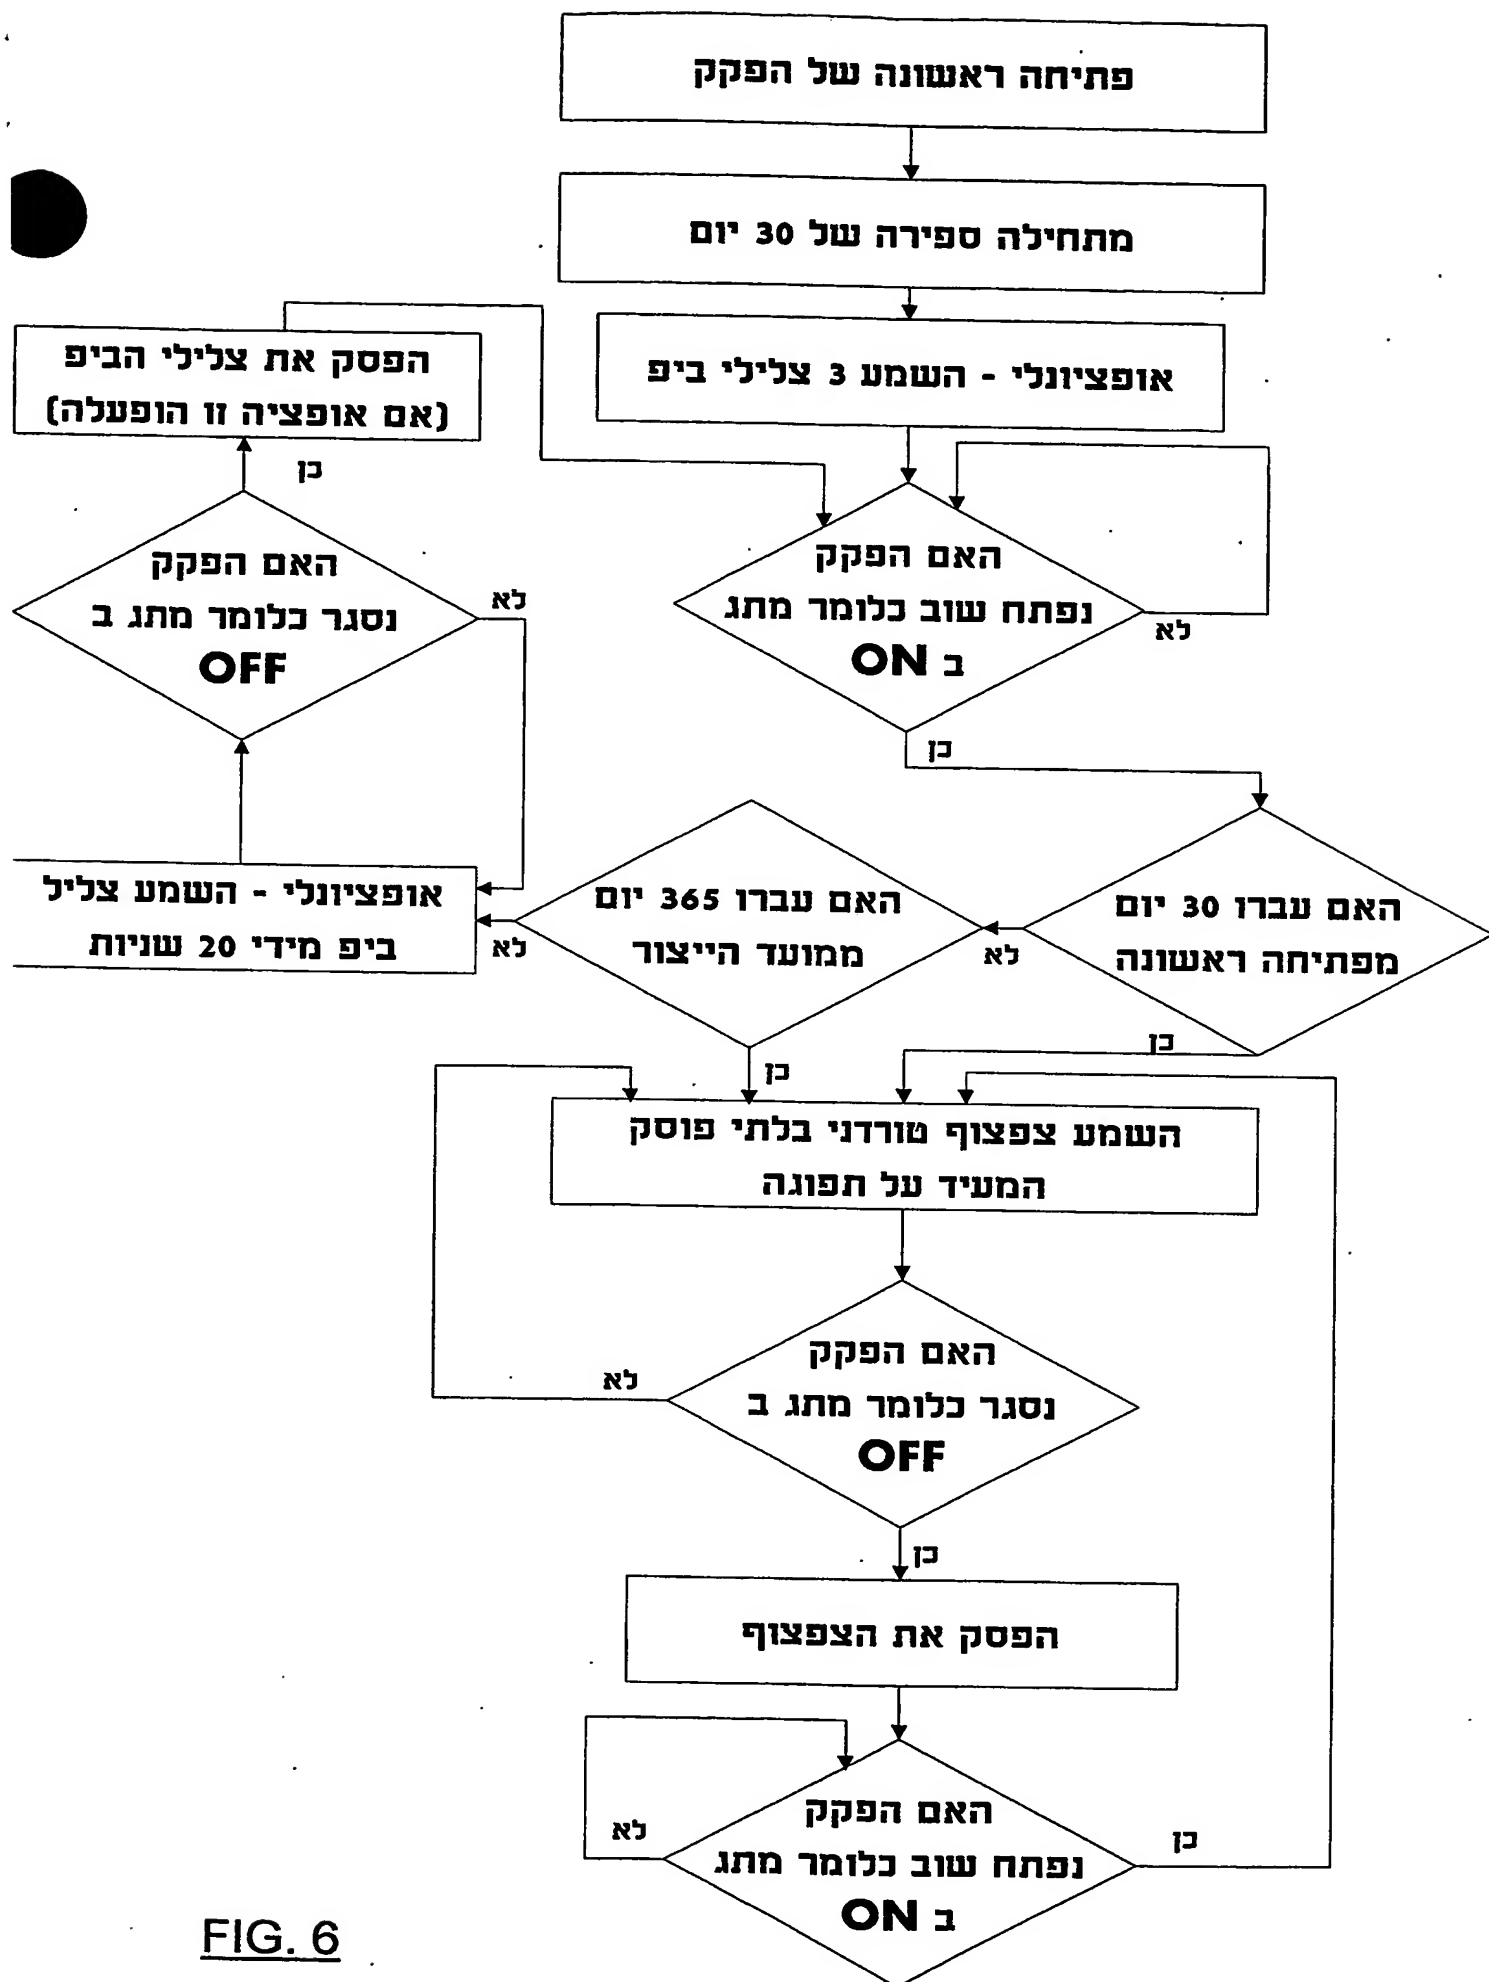 פתיחה ראשונה של הפקק
מתחילה ספירה של 30 יום
אופציונלי - השמע 3 צלילי ביפ
הפסק את צלילי הביפ
(אם אופציה זו הופעלה)
כן
האם הפקק
נסגר כלומר מתג ב
OFF
לא
האם הפקק
נפתח שוב כלומר מתג
ב ON
לא
כן
האם עברו 30 יום
מפתיחה ראשונה
לא
כן
האם עברו 365 יום
ממועד הייצור
לא
כן
אופציונלי - השמע צליל
ביפ מידי 20 שניות
השמע צפצוף טורדני בלתי פוסק
המעיד על תפוגה
האם הפקק
נסגר כלומר מתג ב
OFF
לא
כן
הפסק את הצפצוף
האם הפקק
נפתח שוב כלומר מתג
ב ON
לא
כן
FIG. 6